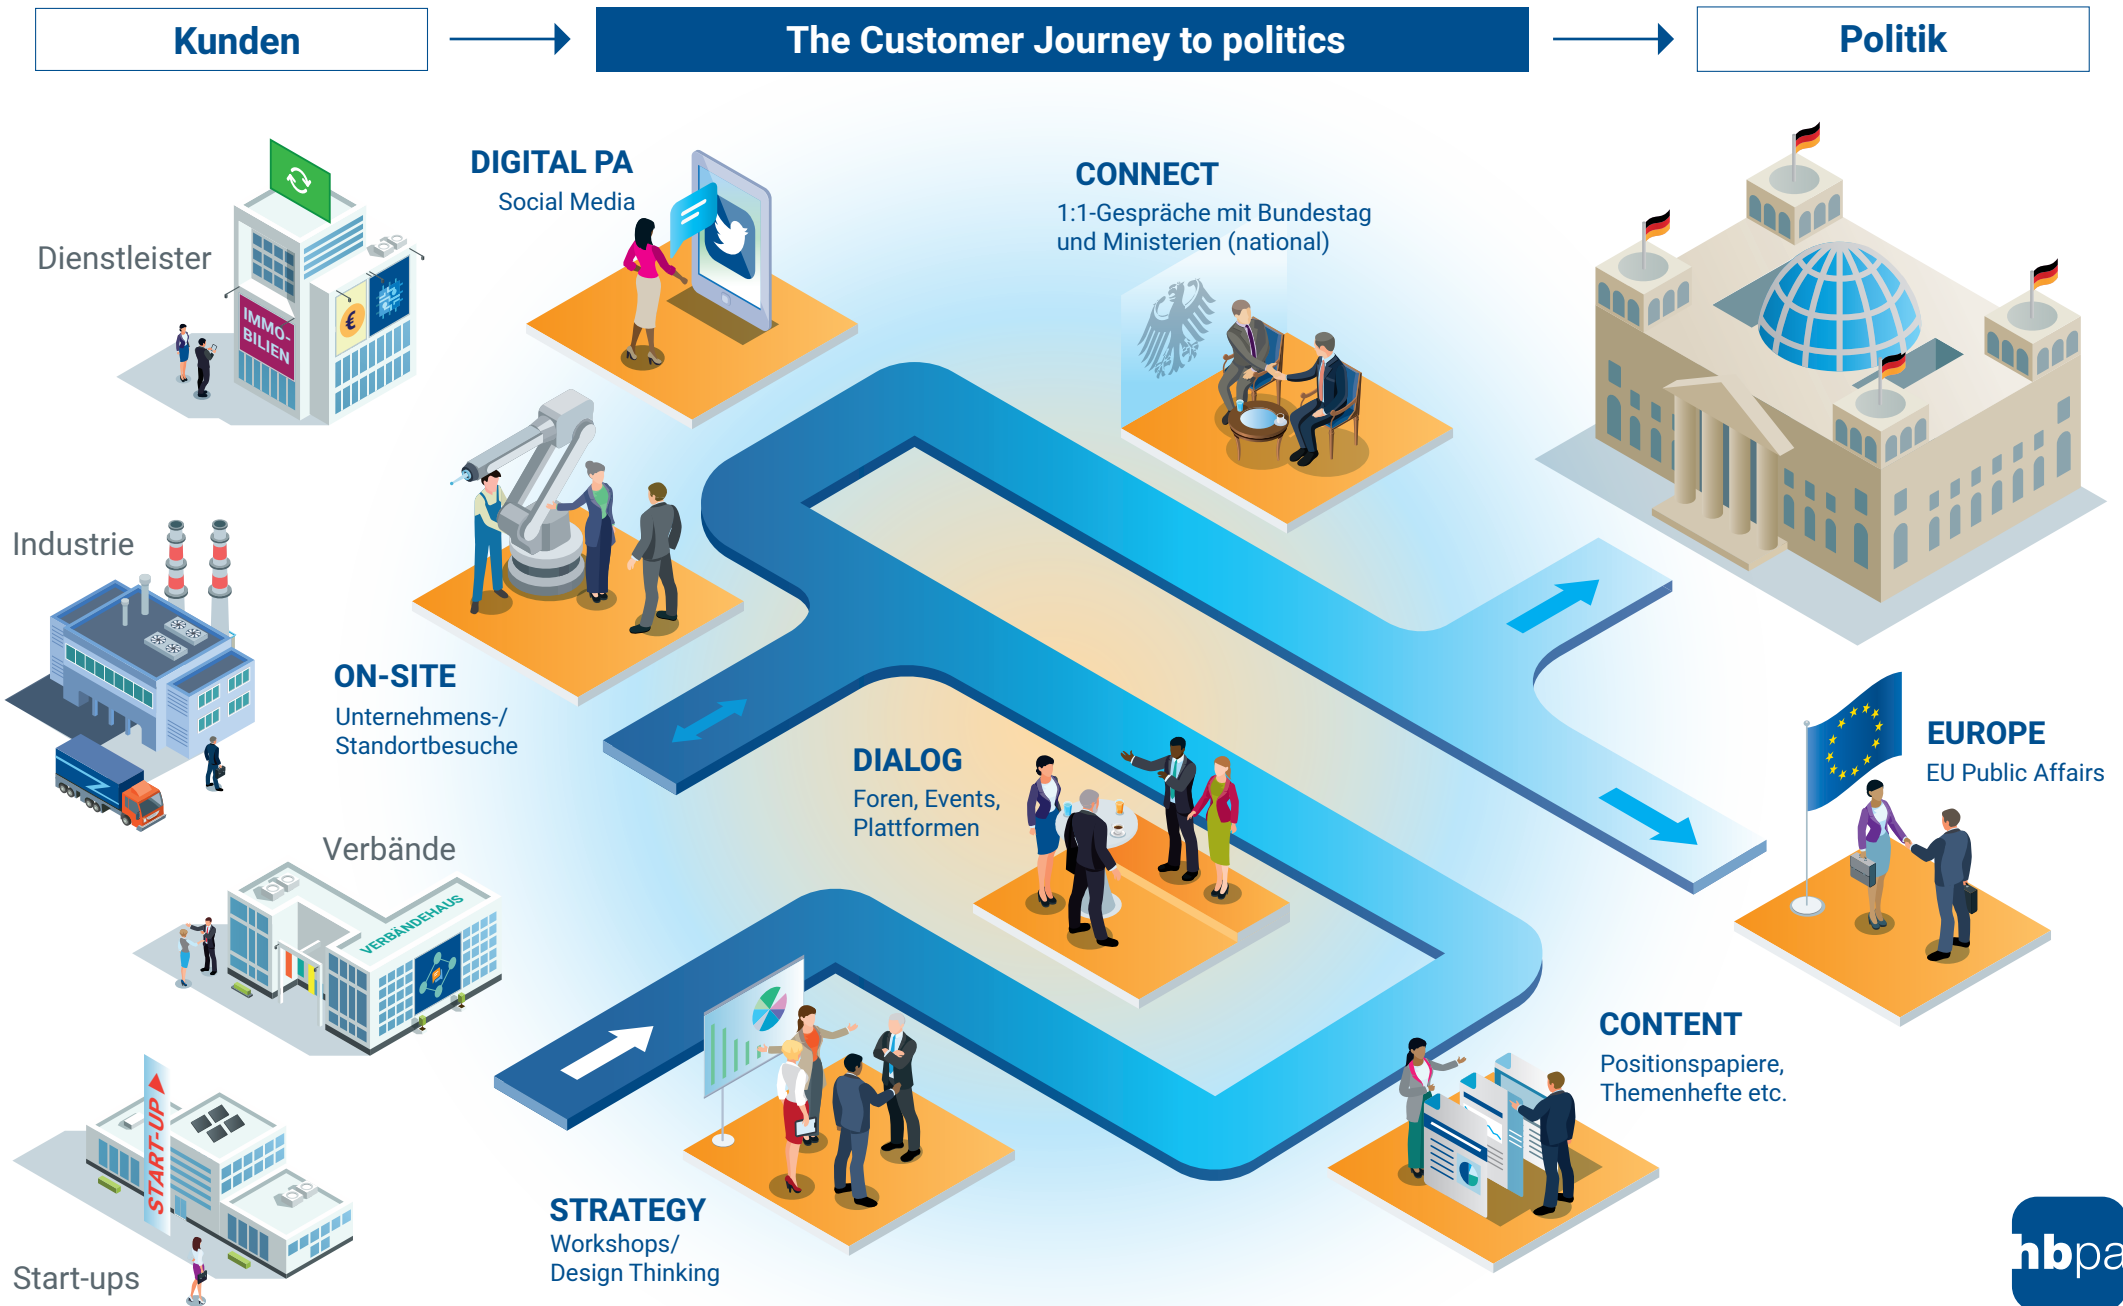 Kunden
The Customer Journey to politics
Politik
DIGITAL PA
Social Media
CONNECT
1:1-Gespräche mit Bundestag
und Ministerien (national)
Dienstleister
IMMO-
BILIEN
€
Industrie
ON-SITE
Unternehmens-/
Standortbesuche
DIALOG
Foren, Events,
Plattformen
EUROPE
EU Public Affairs
Verbände
VERBÄNDEHAUS
CONTENT
Positionspapiere,
Themenhefte etc.
START-UP
STRATEGY
Workshops/
Design Thinking
Start-ups
hbpa